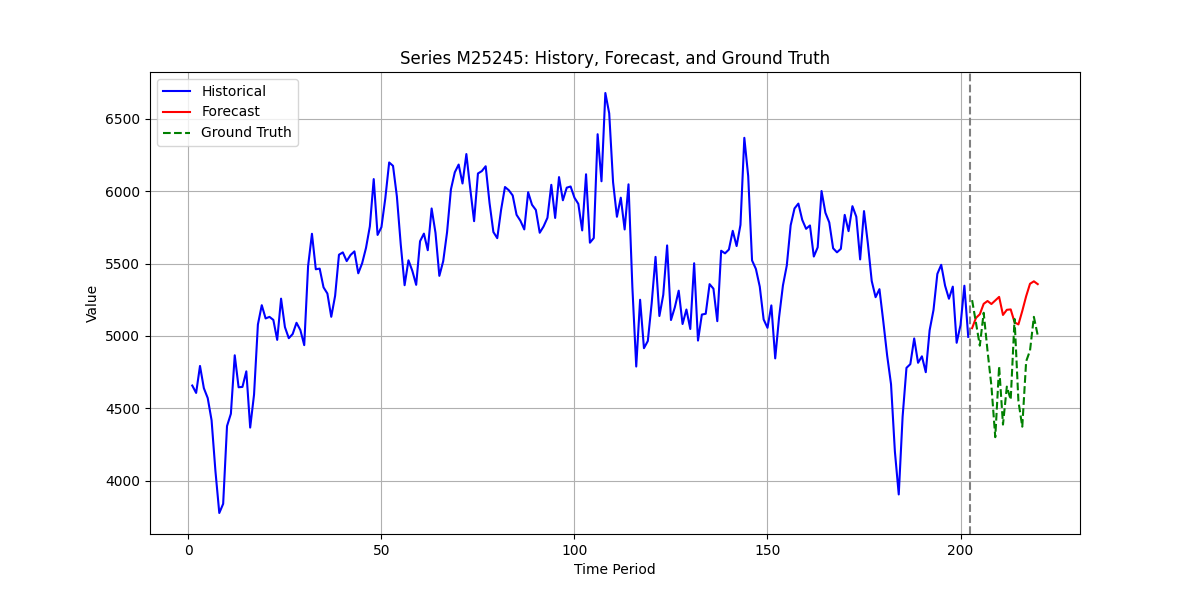 Series M25245: History, Forecast, and Ground Truth
Historical
Forecast
Ground Truth
6500
6000
5500
5000
4500
4000
Value
0 50 100 150 200
Time Period